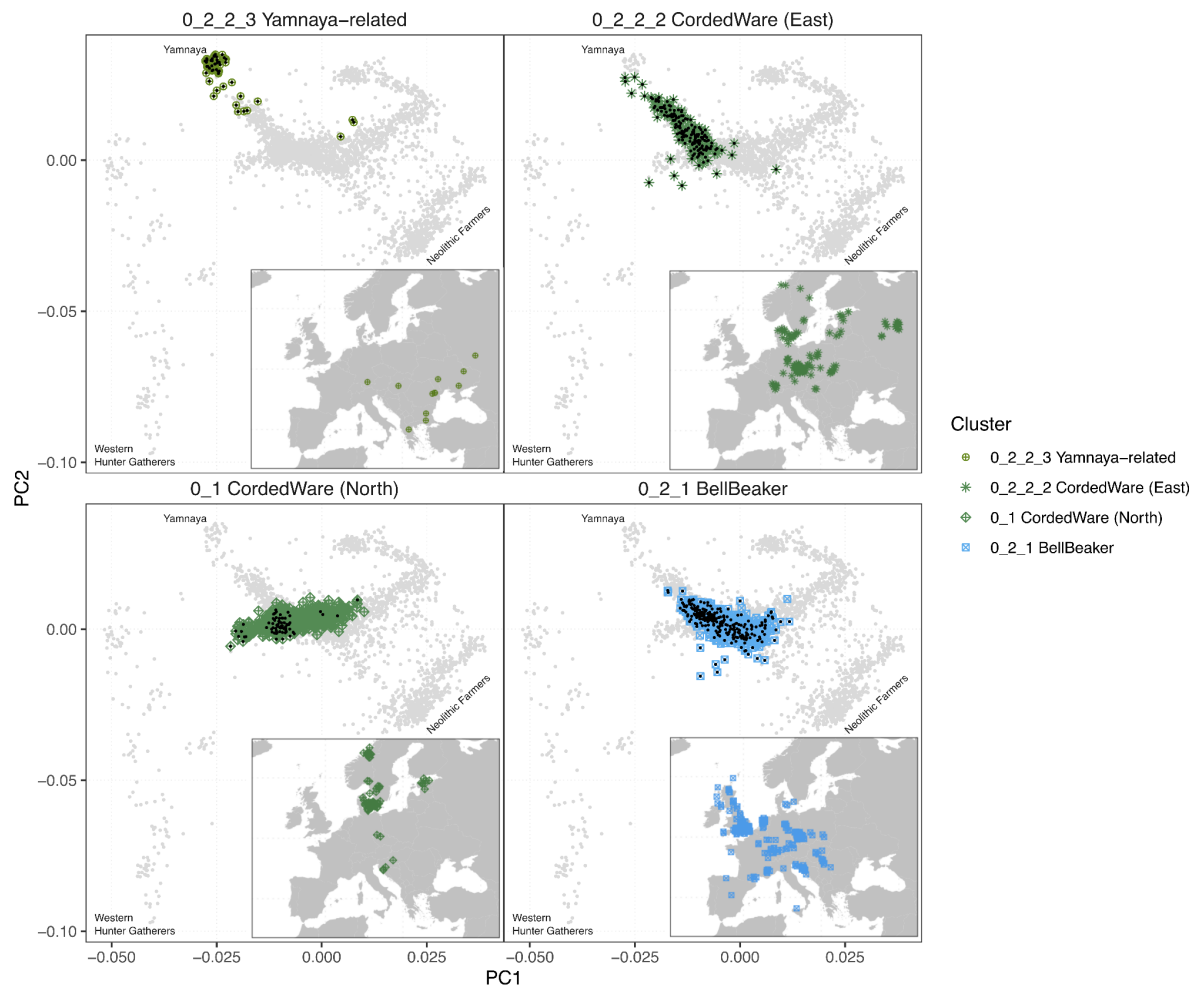 0_2_2_3 Yamnaya−related
0_2_2_2 CordedWare (East)
Yamnaya
Yamnaya
0.00
Neolithic Farmers
Neolithic Farmers
−0.05
Western
Hunter Gatherers
Western
Hunter Gatherers
−0.10
PC2
0_1 CordedWare (North)
0_2_1 BellBeaker
Yamnaya
Yamnaya
0.00
Neolithic Farmers
Neolithic Farmers
−0.05
Western
Hunter Gatherers
Western
Hunter Gatherers
−0.10
−0.050
−0.025
0.000
0.025
−0.050
−0.025
0.000
0.025
PC1
Cluster
0_2_2_3 Yamnaya−related
0_2_2_2 CordedWare (East)
0_1 CordedWare (North)
0_2_1 BellBeaker